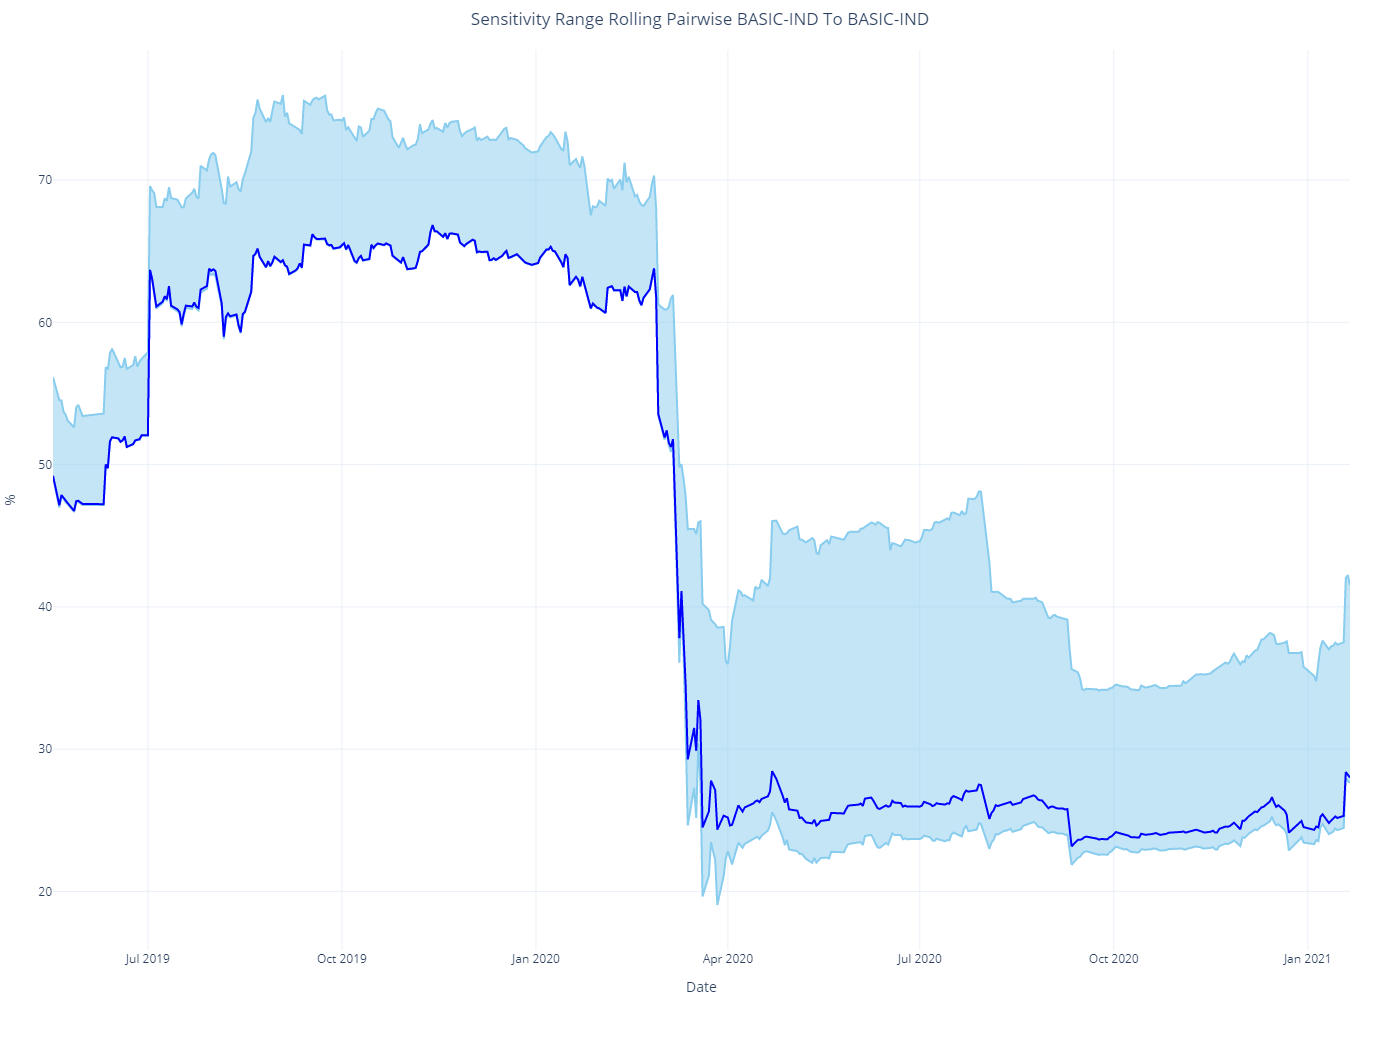 Sensitivity Range Rolling Pairwise BASIC-IND To BASIC-IND
70
60
50
40
30
20
%
Jul 2019
Oct 2019
Jan 2020
Apr 2020
Jul 2020
Oct 2020
Jan 2021
Date